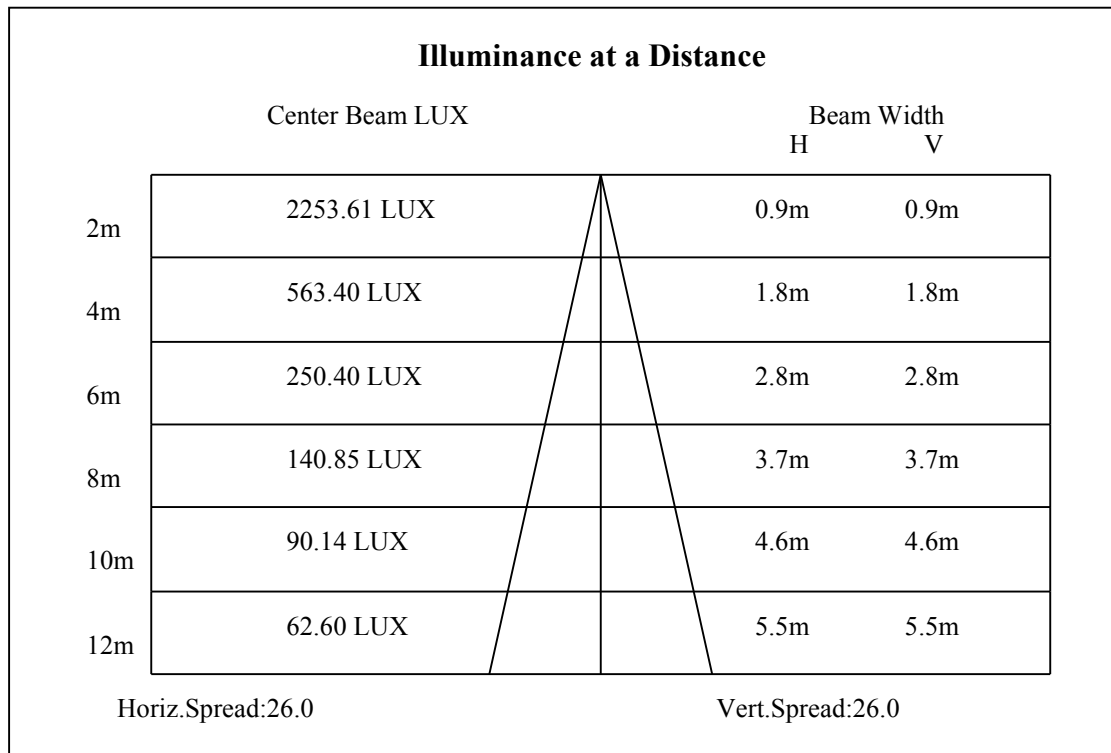 Illuminance at a Distance
Center Beam LUX Beam Width
H V
2m 2253.61 LUX 0.9m 0.9m
4m 563.40 LUX 1.8m 1.8m
6m 250.40 LUX 2.8m 2.8m
8m 140.85 LUX 3.7m 3.7m
10m 90.14 LUX 4.6m 4.6m
12m 62.60 LUX 5.5m 5.5m
Horiz.Spread:26.0 Vert.Spread:26.0